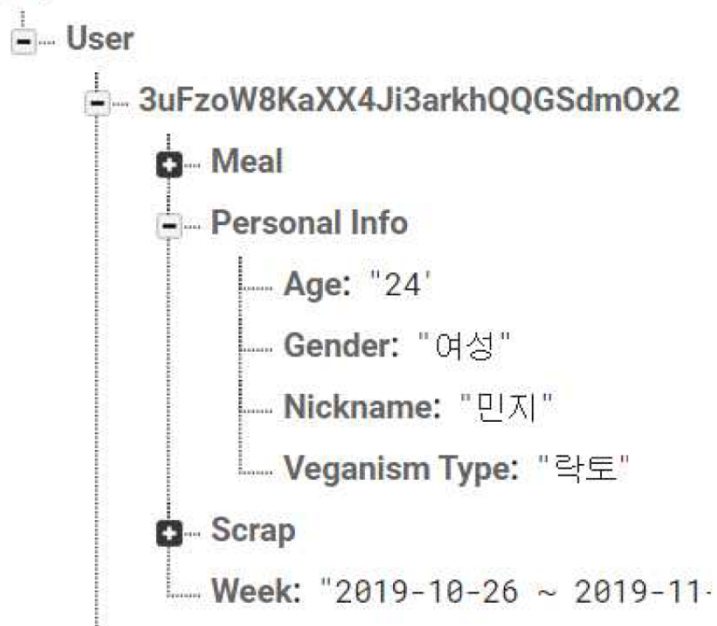 User
3uFzoW8KaXX4Ji3arkhQQGSdmOx2
Meal
Personal Info
Age: "24'
Gender: "여성"
Nickname: "민지"
Veganism Type: "락토"
Scrap
Week: "2019-10-26 ~ 2019-11-